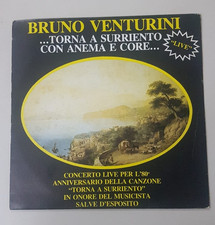 BRUNO VENTURINI
...TORNA A SURRIENTO
CON ANEMA E CORE...
"LIVE"
CONCERTO LIVE PER L'80°
ANNIVERSARIO DELLA CANZONE
"TORNA A SURRIENTO"
IN ONORE DEL MUSICISTA
SALVE D'ESPOSITO